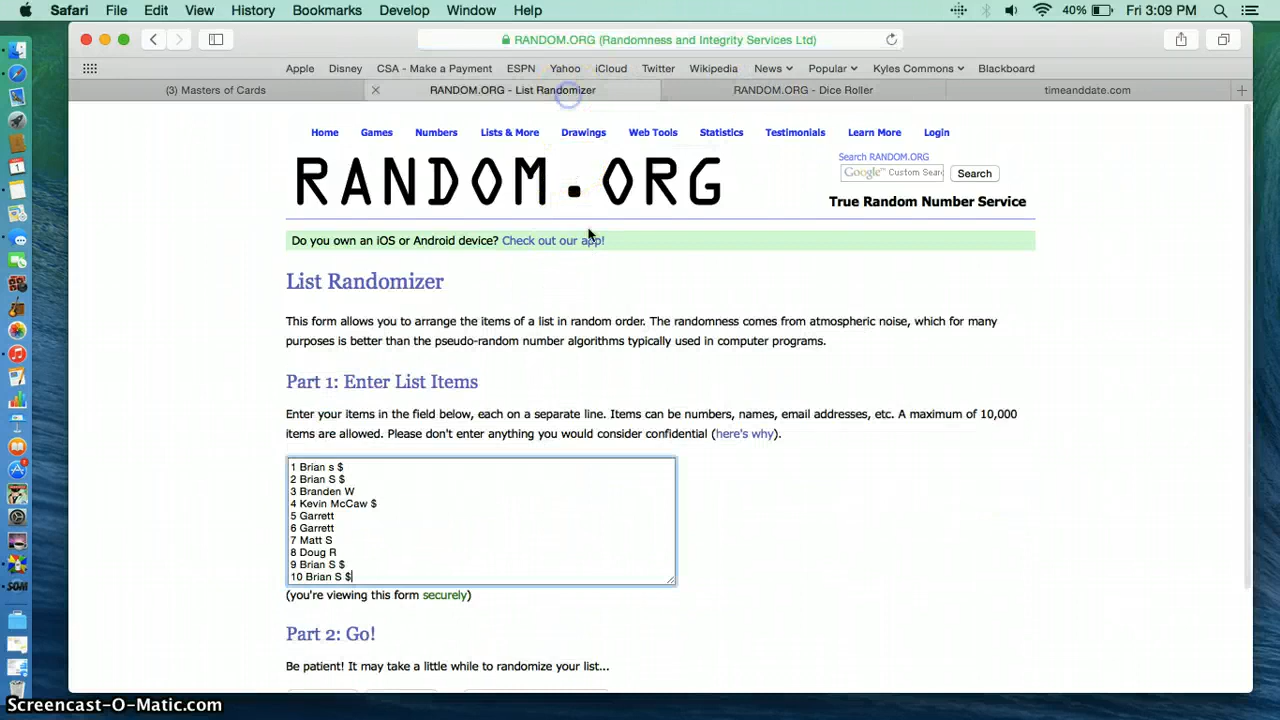 Safari File Edit View History Bookmarks Develop Window Help 40% Fri 3:09 PM
RANDOM.ORG (Randomness and Integrity Services Ltd)
Apple Disney CSA - Make a Payment ESPN Yahoo iCloud Twitter Wikipedia News Popular Kyles Commons Blackboard
(3) Masters of Cards RANDOM.ORG - List Randomizer RANDOM.ORG - Dice Roller timeanddate.com
Home Games Numbers Lists & More Drawings Web Tools Statistics Testimonials Learn More Login
Search RANDOM.ORG
Google Custom Sear Search
RANDOM.ORG
True Random Number Service
Do you own an iOS or Android device? Check out our app!
List Randomizer
This form allows you to arrange the items of a list in random order. The randomness comes from atmospheric noise, which for many
purposes is better than the pseudo-random number algorithms typically used in computer programs.
Part 1: Enter List Items
Enter your items in the field below, each on a separate line. Items can be numbers, names, email addresses, etc. A maximum of 10,000
items are allowed. Please don't enter anything you would consider confidential (here's why).
1 Brian s $
2 Brian S $
3 Branden W
4 Kevin McCaw $
5 Garrett
6 Garrett
7 Matt S
8 Doug R
9 Brian S $
10 Brian S $
(you're viewing this form securely)
Part 2: Go!
Be patient! It may take a little while to randomize your list...
Screencast-O-Matic.com